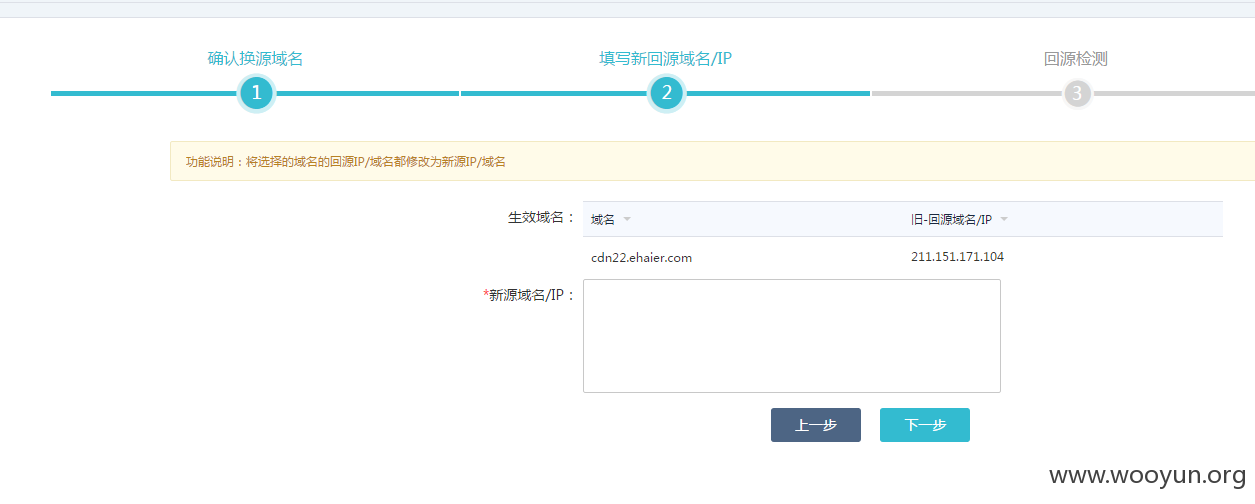 确认换源域名 填写新回源域名/IP 回源检测
1 2 3
功能说明：将选择的域名的回源IP/域名都修改为新源IP/域名
生效域名： 域名 旧-回源域名/IP
cdn22.ehaier.com 211.151.171.104
*新源域名/IP：
上一步 下一步
www.wooyun.org